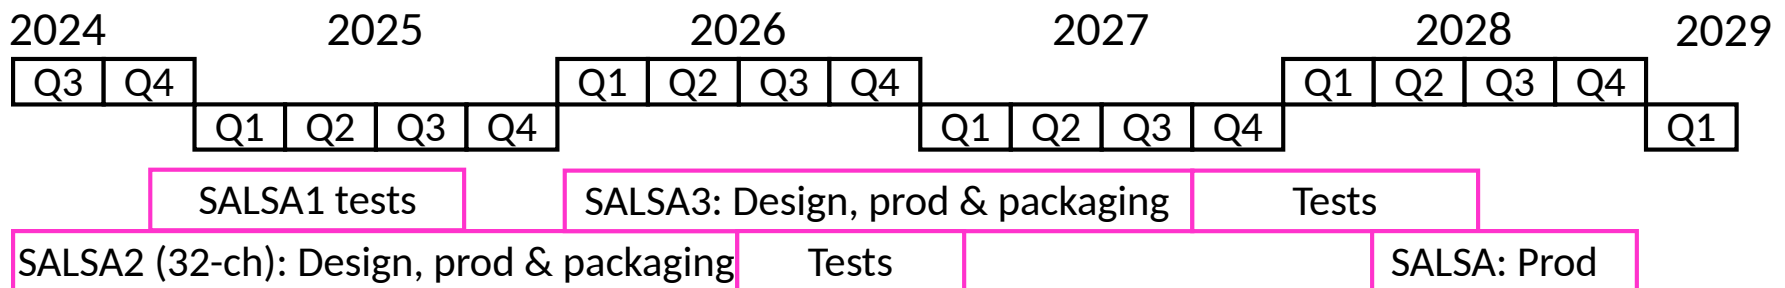 2024 2025 2026 2027 2028 2029
Q3 Q4 Q1 Q2 Q3 Q4 Q1 Q2 Q3 Q4
Q1 Q2 Q3 Q4 Q1 Q2 Q3 Q4 Q1
SALSA1 tests SALSA3: Design, prod & packaging Tests
SALSA2 (32-ch): Design, prod & packaging Tests SALSA: Prod